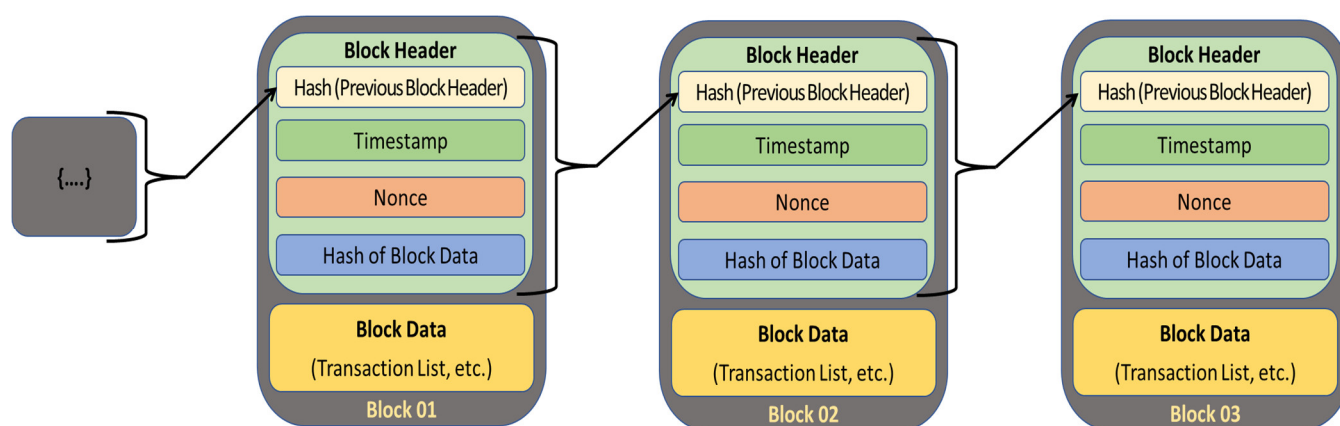 {....}
Block Header
Hash (Previous Block Header)
Timestamp
Nonce
Hash of Block Data
Block Data
(Transaction List, etc.)
Block 01
Block Header
Hash (Previous Block Header)
Timestamp
Nonce
Hash of Block Data
Block Data
(Transaction List, etc.)
Block 02
Block Header
Hash (Previous Block Header)
Timestamp
Nonce
Hash of Block Data
Block Data
(Transaction List, etc.)
Block 03